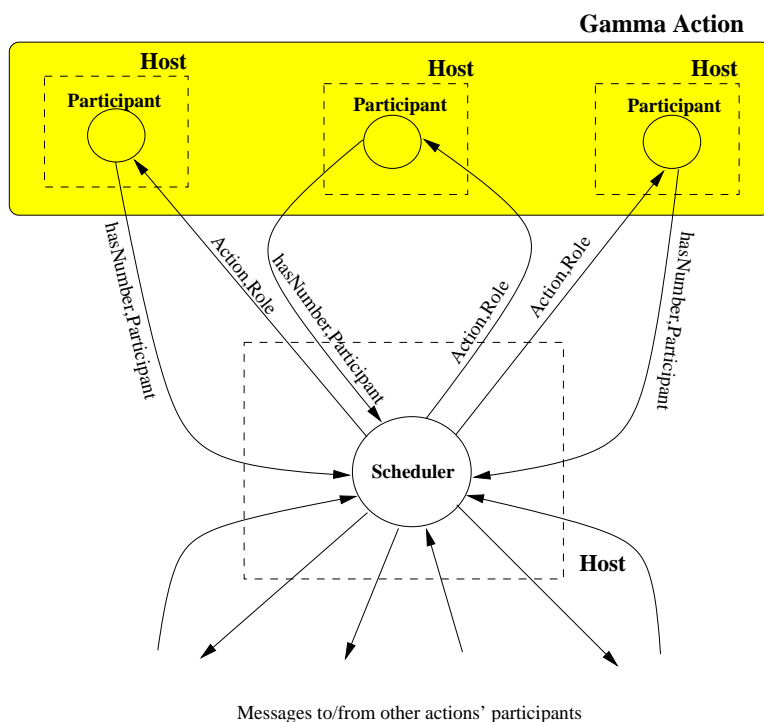 Gamma Action
Host
Host
Host
Participant
Participant
Participant
hasNumber,Participant
Action,Role
hasNumber,Participant
Action,Role
Action,Role
hasNumber,Participant
Scheduler
Host
Messages to/from other actions' participants